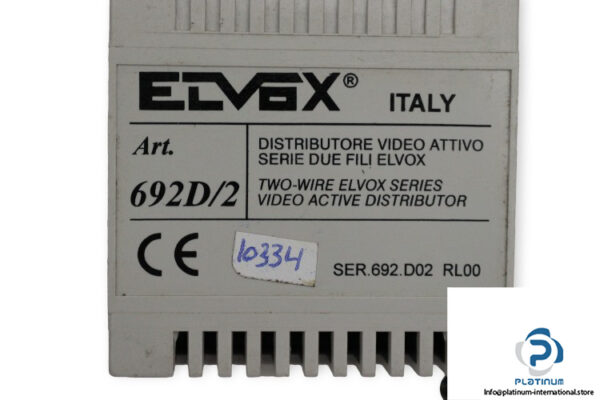 ELVOX® ITALY
Art.
692D/2
DISTRIBUTORE VIDEO ATTIVO
SERIE DUE FILI ELVOX
TWO-WIRE ELVOX SERIES
VIDEO ACTIVE DISTRIBUTOR
CE
10334
SER.692.D02 RL00
PLATINUM
http://platinum-international.store